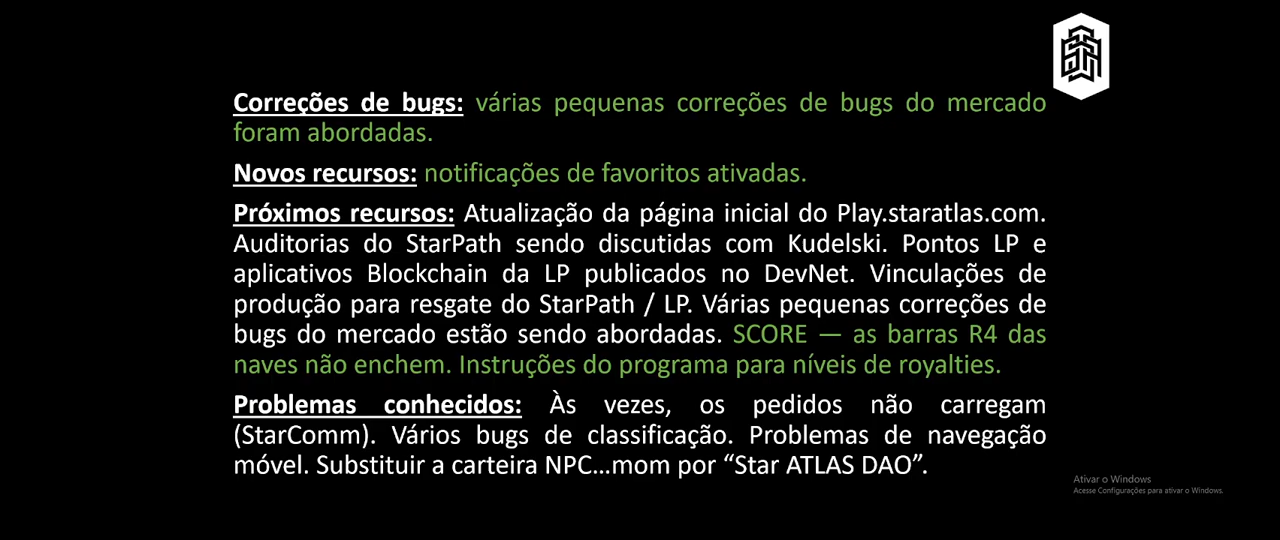 Correções de bugs: várias pequenas correções de bugs do mercado
foram abordadas.
Novos recursos: notificações de favoritos ativadas.
Próximos recursos: Atualização da página inicial do Play.staratlas.com.
Auditorias do StarPath sendo discutidas com Kudelski. Pontos LP e
aplicativos Blockchain da LP publicados no DevNet. Vinculações de
produção para resgate do StarPath / LP. Várias pequenas correções de
bugs do mercado estão sendo abordadas. SCORE — as barras R4 das
naves não enchem. Instruções do programa para níveis de royalties.
Problemas conhecidos: Às vezes, os pedidos não carregam
(StarComm). Vários bugs de classificação. Problemas de navegação
móvel. Substituir a carteira NPC...mom por “Star ATLAS DAO”.
Ativar o Windows
Acesse Configurações para ativar o Windows.